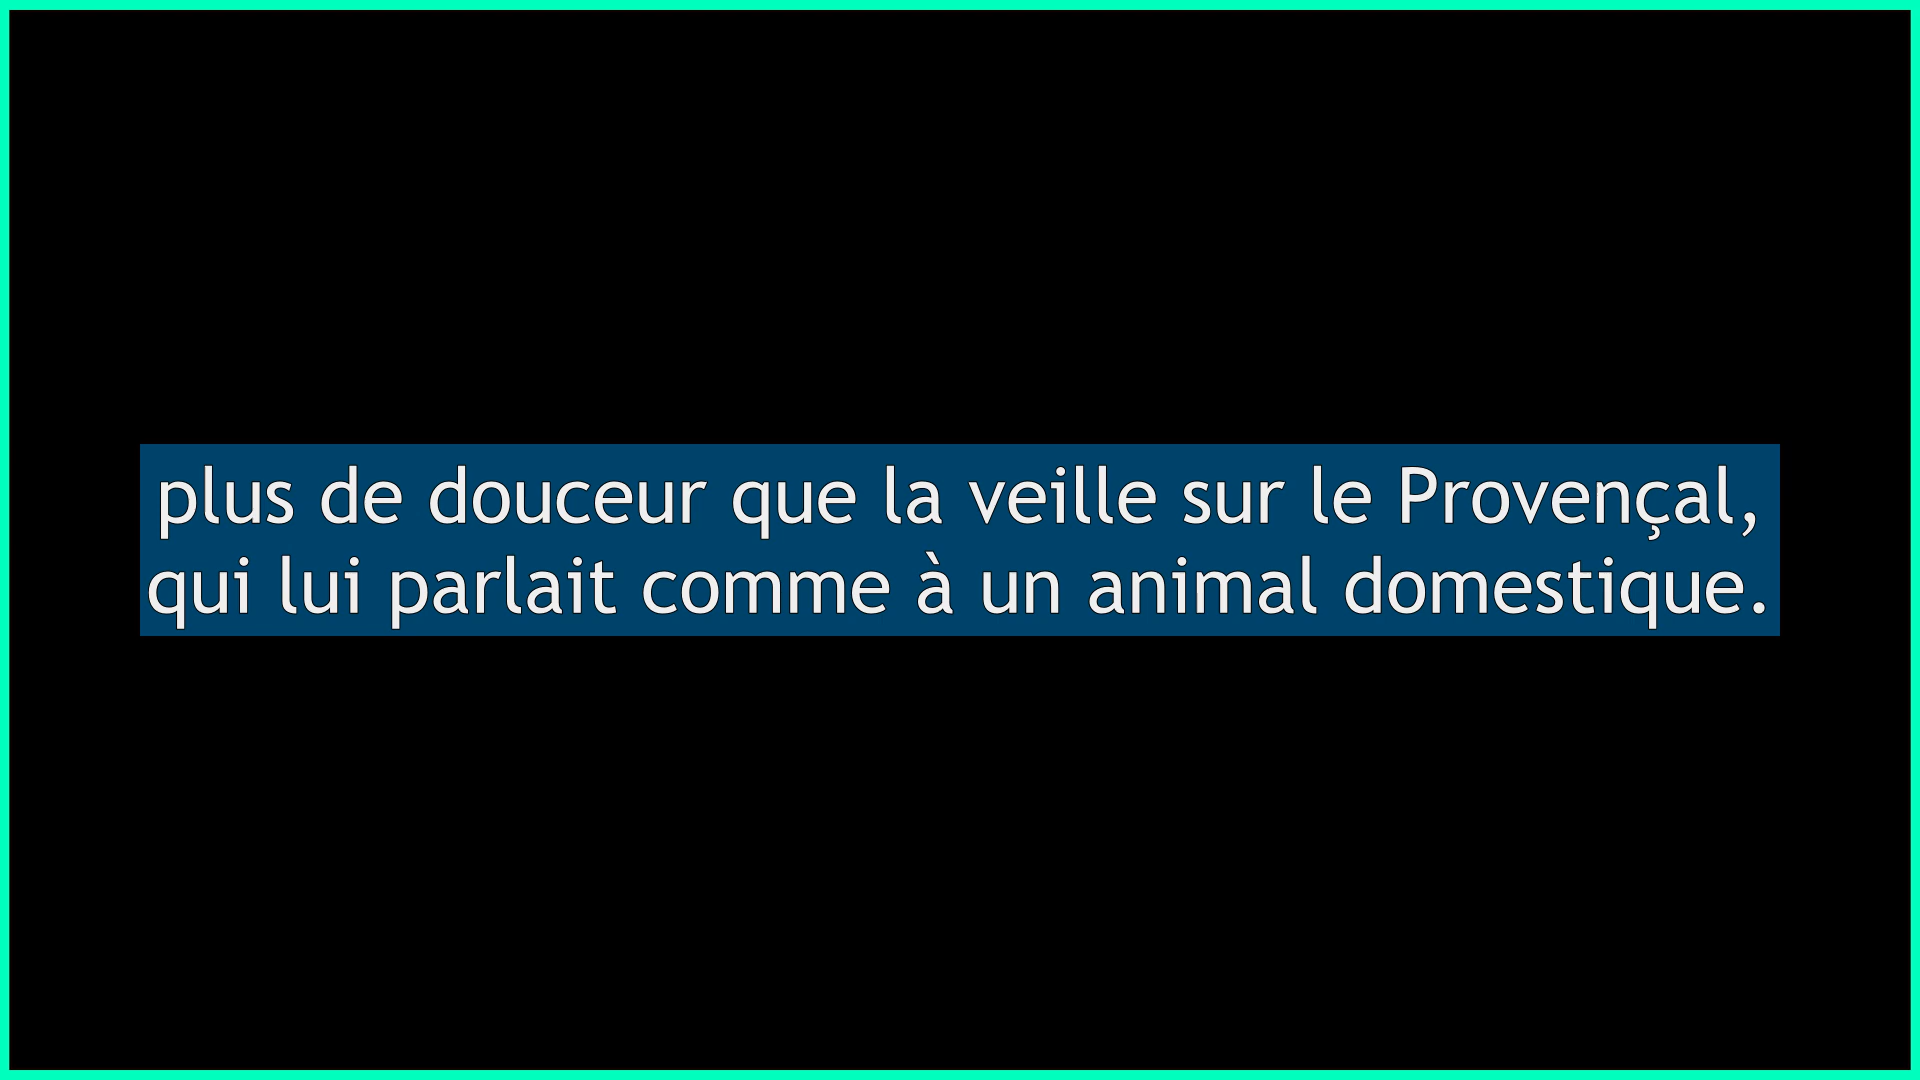 plus de douceur que la veille sur le Provençal,
qui lui parlait comme à un animal domestique.